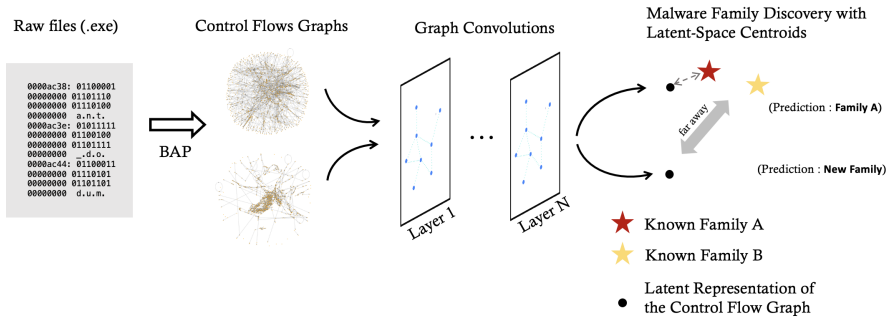 Raw files (.exe)
0000ac38: 01100001
00000000 01101110
00000000 01110100
00000000 a.n.t.
0000ac3e: 01011111
00000000 01100100
00000000 01101111
00000000 _.d.o.
0000ac44: 01100011
00000000 01110101
00000000 01101101
00000000 d.u.m.
BAP
Control Flows Graphs
Graph Convolutions
Layer 1
Layer N
Malware Family Discovery with
Latent-Space Centroids
(Prediction : Family A)
far away
(Prediction : New Family)
Known Family A
Known Family B
Latent Representation of
the Control Flow Graph